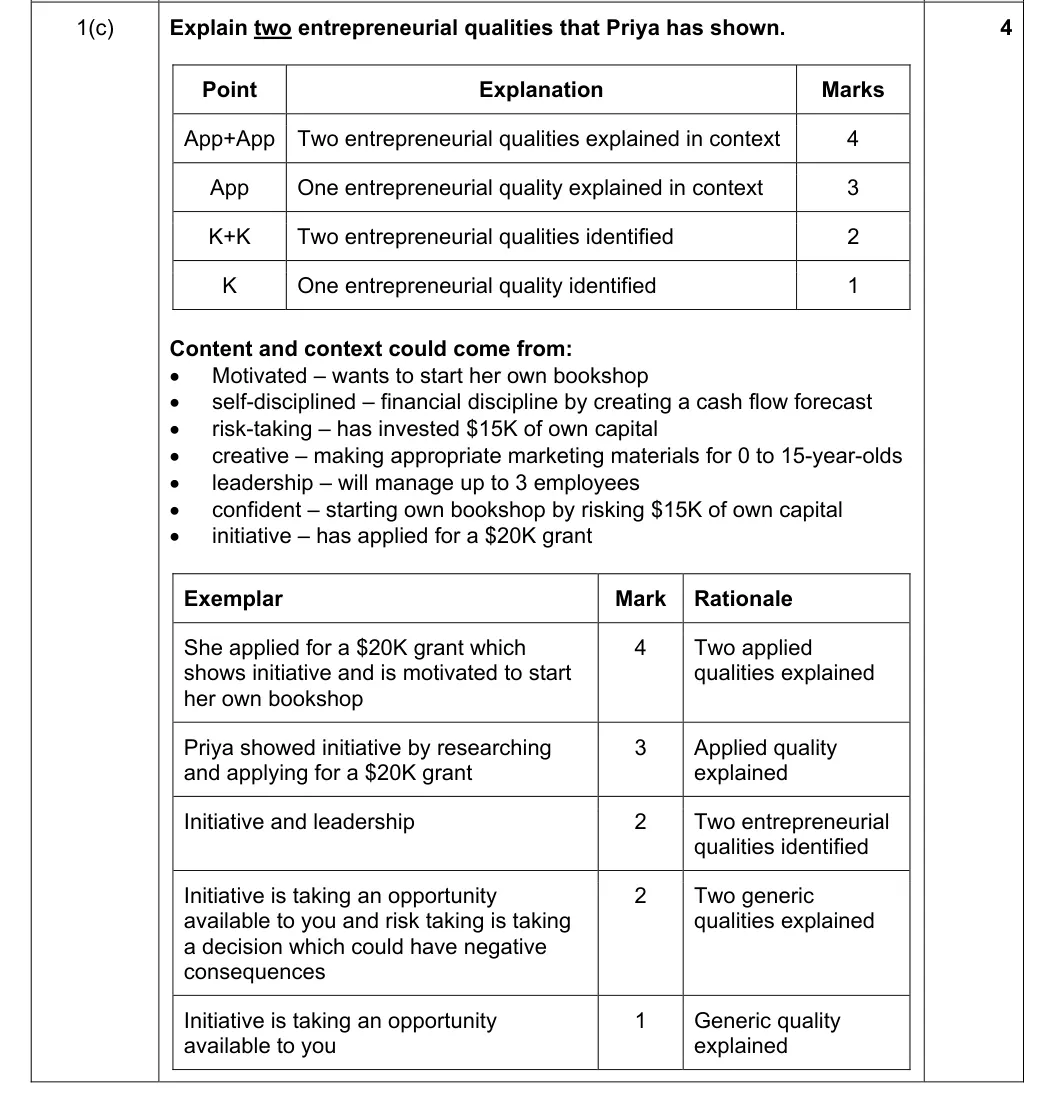 1(c)
Explain two entrepreneurial qualities that Priya has shown.
4
Point
Explanation
Marks
App+App
Two entrepreneurial qualities explained in context
4
App
One entrepreneurial quality explained in context
3
K+K
Two entrepreneurial qualities identified
2
K
One entrepreneurial quality identified
1
Content and context could come from:
• Motivated – wants to start her own bookshop
• self-disciplined – financial discipline by creating a cash flow forecast
• risk-taking – has invested $15K of own capital
• creative – making appropriate marketing materials for 0 to 15-year-olds
• leadership – will manage up to 3 employees
• confident – starting own bookshop by risking $15K of own capital
• initiative – has applied for a $20K grant
Exemplar
Mark
Rationale
She applied for a $20K grant which
shows initiative and is motivated to start
her own bookshop
4
Two applied
qualities explained
Priya showed initiative by researching
and applying for a $20K grant
3
Applied quality
explained
Initiative and leadership
2
Two entrepreneurial
qualities identified
Initiative is taking an opportunity
available to you and risk taking is taking
a decision which could have negative
consequences
2
Two generic
qualities explained
Initiative is taking an opportunity
available to you
1
Generic quality
explained